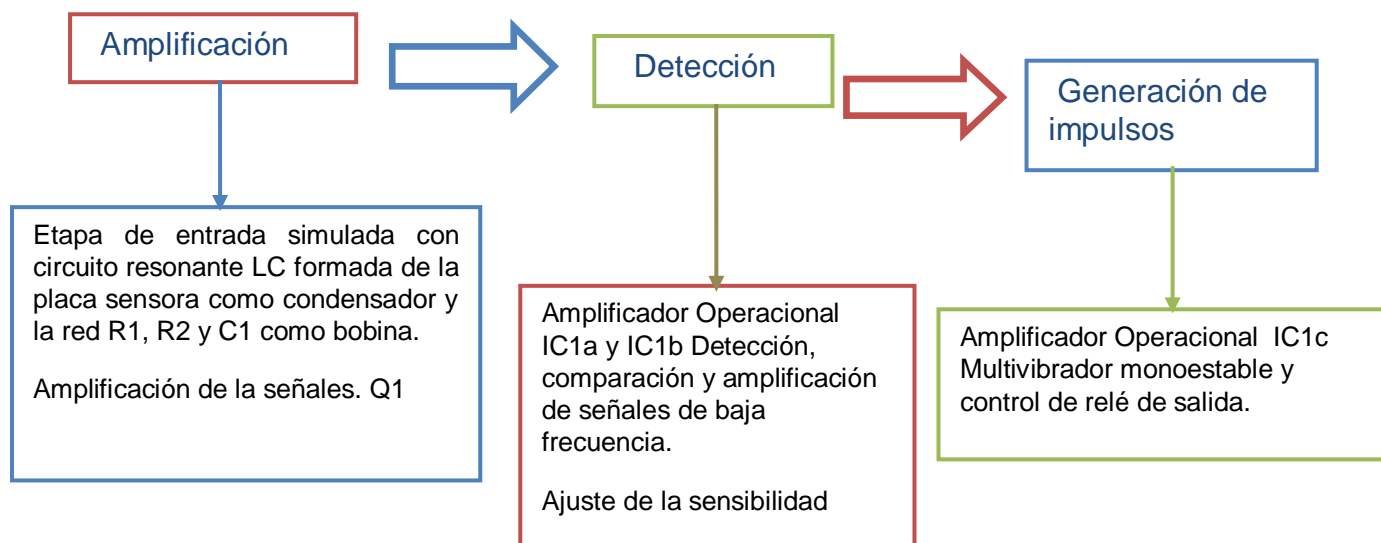 Amplificación
Detección
Generación de
impulsos
Etapa de entrada simulada con
circuito resonante LC formada de la
placa sensora como condensador y
la red R1, R2 y C1 como bobina.
Amplificación de la señales. Q1
Amplificador Operacional
IC1a y IC1b Detección,
comparación y amplificación
de señales de baja
frecuencia.
Ajuste de la sensibilidad
Amplificador Operacional IC1c
Multivibrador monoestable y
control de relé de salida.